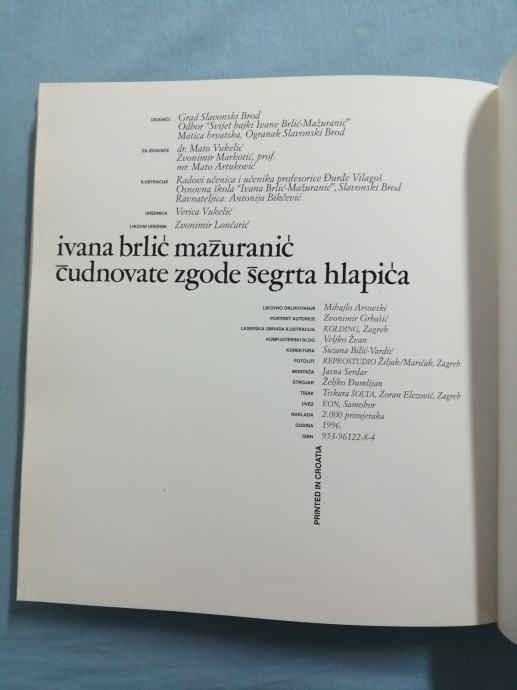 IZDAVAČI Grad Slavonski Brod
Odbor "Svijet bajki Ivane Brlić-Mažuranić"
Matica hrvatska, Ogranak Slavonski Brod
ZA IZDAVAČE dr. Mato Vukelić
Zvonimir Markotić, prof.
mr. Mato Artuković
ILUSTRACIJE Radovi učenica i učenika profesorice Đurđe Vilagoš
Osnovna škola "Ivana Brlić-Mažuranić", Slavonski Brod
Ravnateljica: Antonija Bikčević
UREDNICA Verica Vukelić
LIKOVNI UREDNIK Zvonimir Lončarić
ivana brlić mažuranić
čudnovate zgode šegrta hlapića
LIKOVNO OBLIKOVANJE Mihajlo Arsovski
PORTRET AUTORICE Zvonimir Grbašić
LASERSKA OBRADA ILUSTRACIJA KOLDING, Zagreb
KOMPJUTERSKI SLOG Veljko Žvan
KOREKTURA Suzana Bilić-Vardić
FOTOLITI REPROSTUDIO Žiljak/Maričak, Zagreb
MONTAŽA Jasna Serdar
STROJAR Željko Đumlijan
TISAK Tiskara ŠOLTA, Zoran Elezović, Zagreb
UVEZ KON, Samobor
NAKLADA 2.000 primjeraka
GODINA 1996.
ISBN 953-96122-8-4
PRINTED IN CROATIA